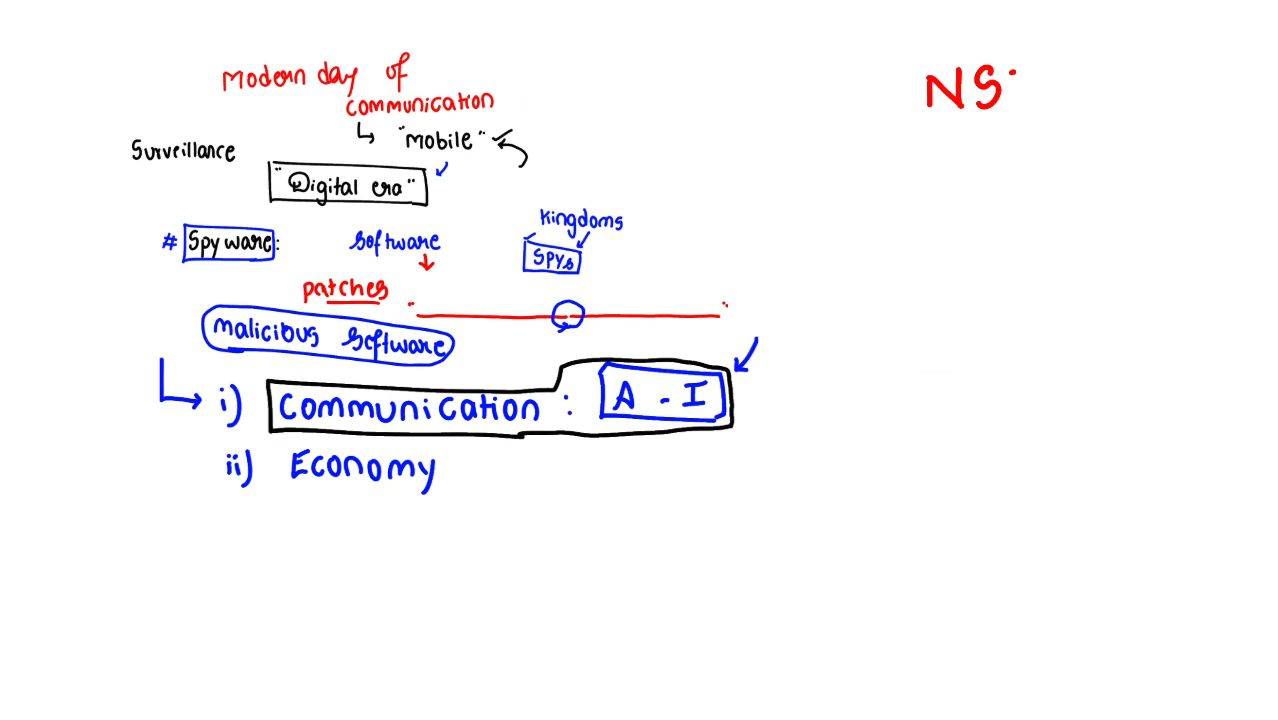 Modern day of
communication
"Mobile"
Surveillance
"Digital era"
Kingdoms
# Spyware:
Software
Spys
patches
malicious software
i) Communication : A - I
ii) Economy
NS.